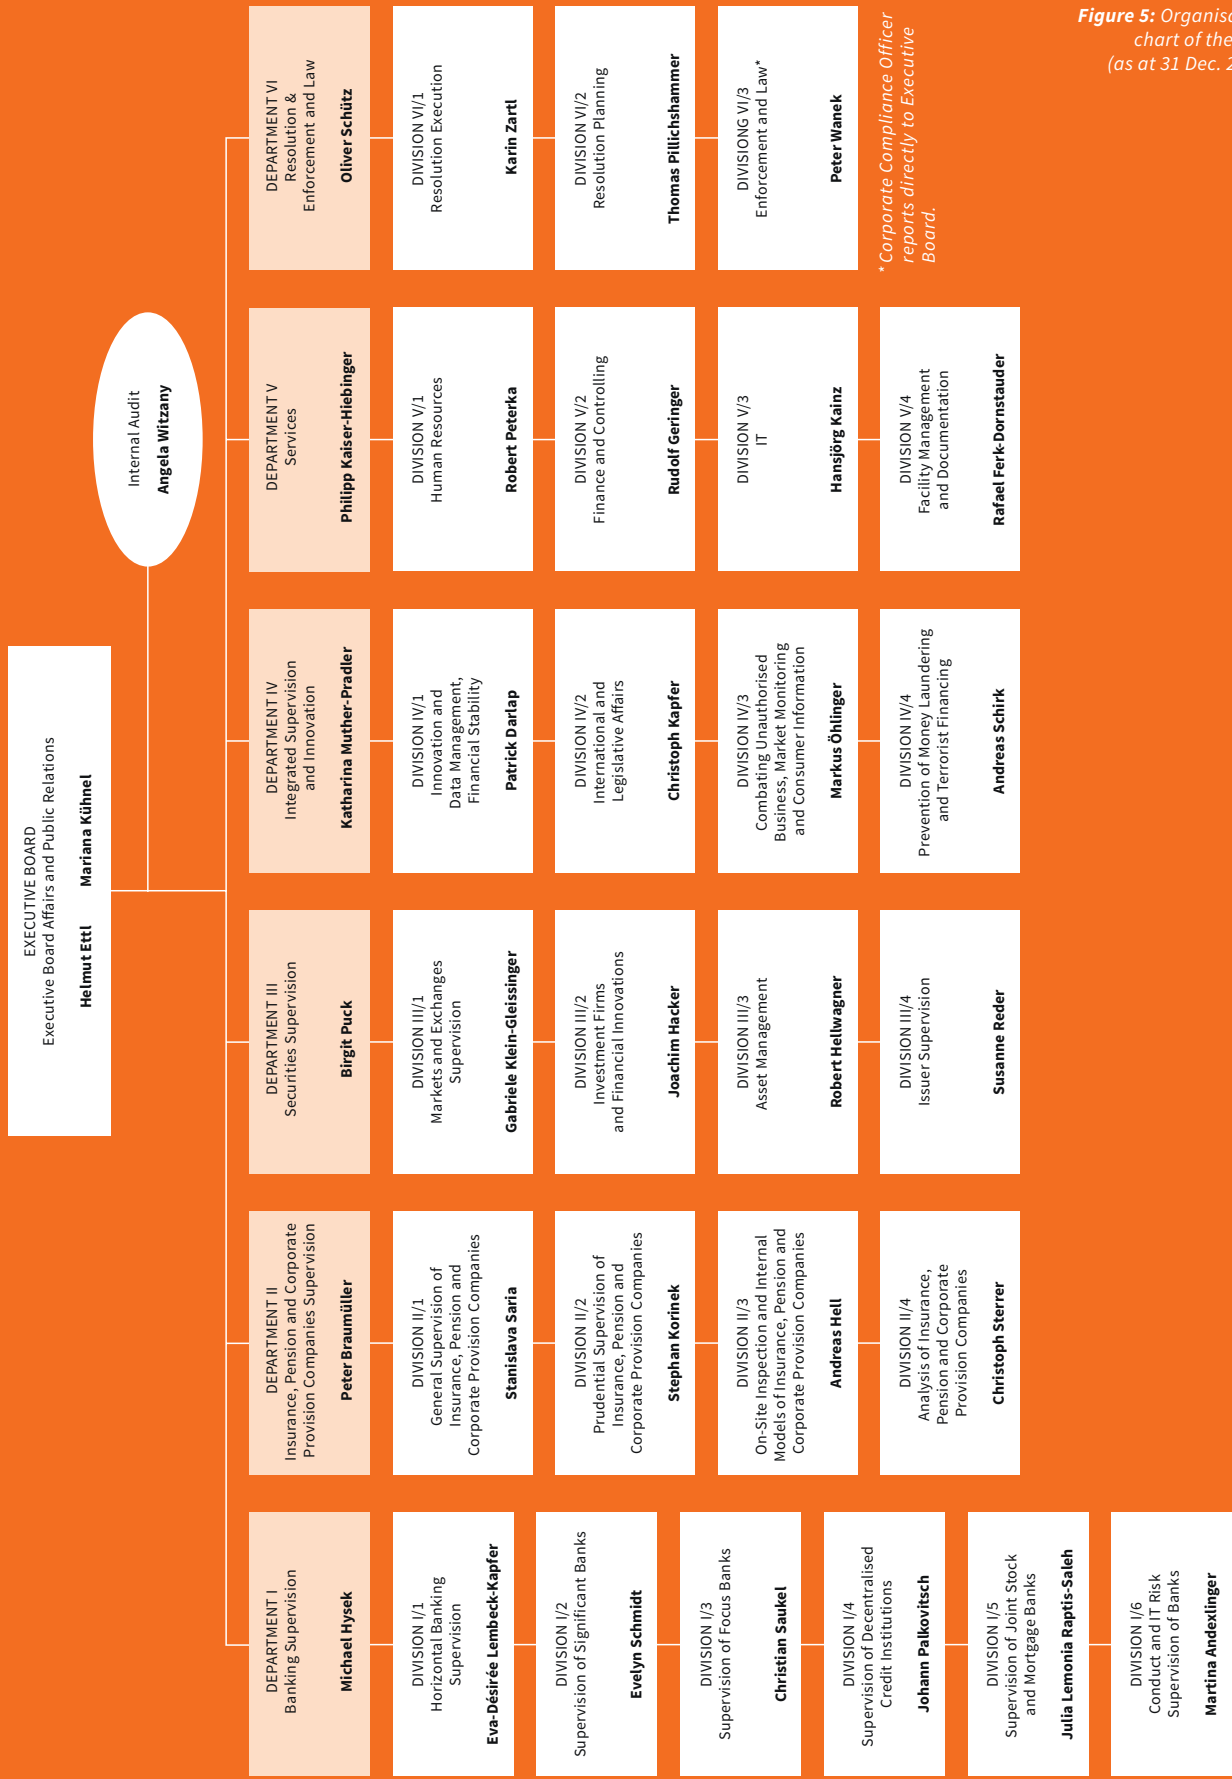 Figure 5: Organisa
chart of the
(as at 31 Dec. 2
EXECUTIVE BOARD
Executive Board Affairs and Public Relations
Helmut Ettl Mariana Kühnel
Internal Audit
Angela Witzany
DEPARTMENT I
Banking Supervision
Michael Hysek
DIVISION I/1
Horizontal Banking
Supervision
Eva-Désirée Lembeck-Kapfer
DIVISION I/2
Supervision of Significant Banks
Evelyn Schmidt
DIVISION I/3
Supervision of Focus Banks
Christian Saukel
DIVISION I/4
Supervision of Decentralised
Credit Institutions
Johann Palkovitsch
DIVISION I/5
Supervision of Joint Stock
and Mortgage Banks
Julia Lemonia Raptis-Saleh
DIVISION I/6
Conduct and IT Risk
Supervision of Banks
Martina Andexlinger
DEPARTMENT II
Insurance, Pension and Corporate
Provision Companies Supervision
Peter Braumüller
DIVISION II/1
General Supervision of
Insurance, Pension and
Corporate Provision Companies
Stanislava Saria
DIVISION II/2
Prudential Supervision of
Insurance, Pension and
Corporate Provision Companies
Stephan Korinek
DIVISION II/3
On-Site Inspection and Internal
Models of Insurance, Pension and
Corporate Provision Companies
Andreas Hell
DIVISION II/4
Analysis of Insurance,
Pension and Corporate
Provision Companies
Christoph Sterrer
DEPARTMENT III
Securities Supervision
Birgit Puck
DIVISION III/1
Markets and Exchanges
Supervision
Gabriele Klein-Gleissinger
DIVISION III/2
Investment Firms
and Financial Innovations
Joachim Hacker
DIVISION III/3
Asset Management
Robert Hellwagner
DIVISION III/4
Issuer Supervision
Susanne Reder
DEPARTMENT IV
Integrated Supervision
and Innovation
Katharina Muther-Pradler
DIVISION IV/1
Innovation and
Data Management,
Financial Stability
Patrick Darlap
DIVISION IV/2
International and
Legislative Affairs
Christoph Kapfer
DIVISION IV/3
Combating Unauthorised
Business, Market Monitoring
and Consumer Information
Markus Öhlinger
DIVISION IV/4
Prevention of Money Laundering
and Terrorist Financing
Andreas Schirk
DEPARTMENT V
Services
Philipp Kaiser-Hiebinger
DIVISION V/1
Human Resources
Robert Peterka
DIVISION V/2
Finance and Controlling
Rudolf Geringer
DIVISION V/3
IT
Hansjörg Kainz
DIVISION V/4
Facility Management
and Documentation
Rafael Ferk-Dornstauder
DEPARTMENT VI
Resolution &
Enforcement and Law
Oliver Schütz
DIVISION VI/1
Resolution Execution
Karin Zartl
DIVISION VI/2
Resolution Planning
Thomas Pillichshammer
DIVISIONG VI/3
Enforcement and Law*
Peter Wanek
* Corporate Compliance Officer
reports directly to Executive
Board.